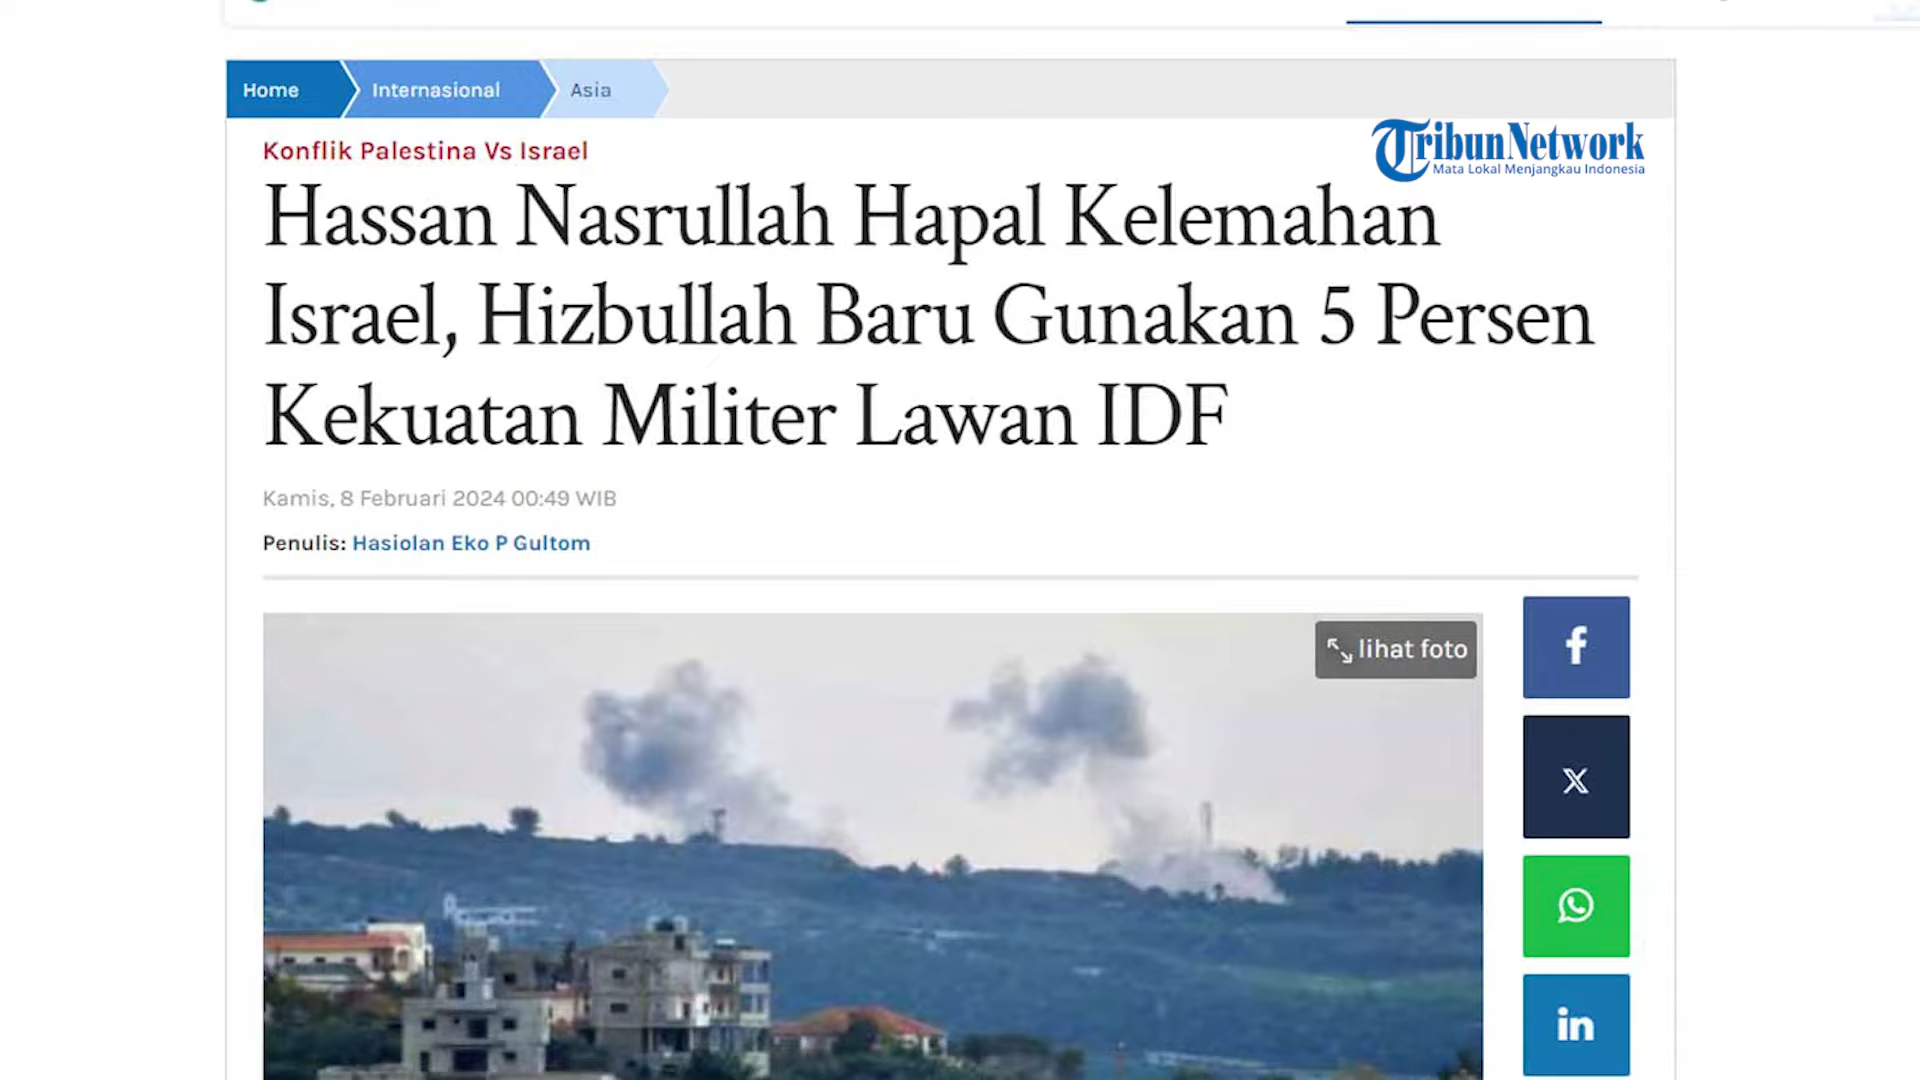 Home
Internasional
Asia
Konflik Palestina Vs Israel
TribunNetwork
Mata Lokal Menjangkau Indonesia
Hassan Nasrullah Hapal Kelemahan
Israel, Hizbullah Baru Gunakan 5 Persen
Kekuatan Militer Lawan IDF
Kamis, 8 Februari 2024 00:49 WIB
Penulis: Hasiolan Eko P Gultom
lihat foto